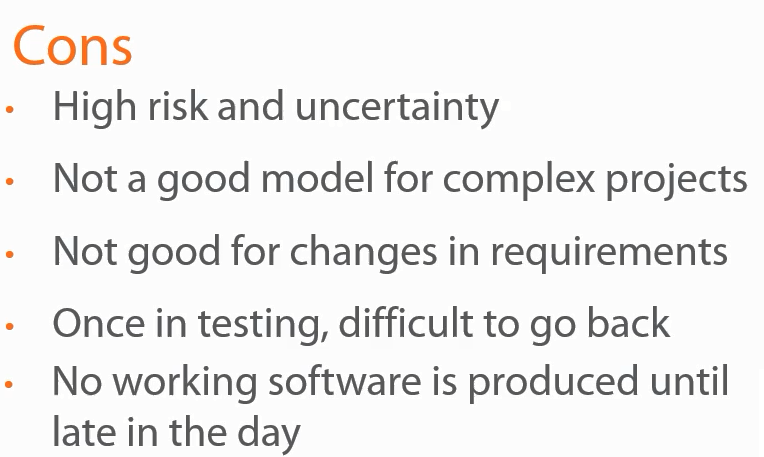 Cons
• High risk and uncertainty
• Not a good model for complex projects
• Not good for changes in requirements
• Once in testing, difficult to go back
• No working software is produced until
late in the day